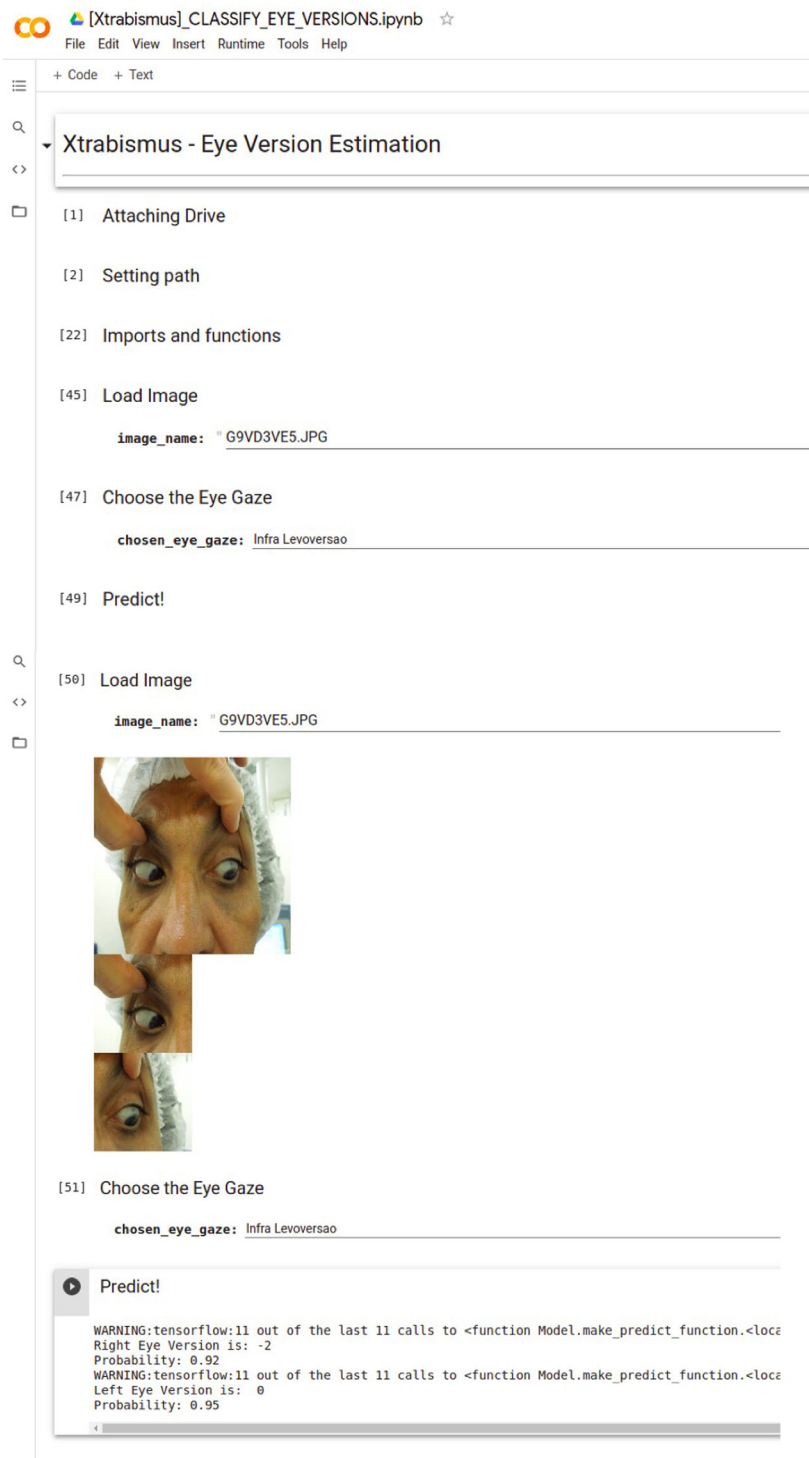 [Xtrabismus]_CLASSIFY_EYE_VERSIONS.ipynb
File Edit View Insert Runtime Tools Help
+ Code + Text
Xtrabismus - Eye Version Estimation
[1] Attaching Drive
[2] Setting path
[22] Imports and functions
[45] Load Image
image_name: " G9VD3VE5.JPG
[47] Choose the Eye Gaze
chosen_eye_gaze: Infra Levoversao
[49] Predict!
[50] Load Image
image_name: " G9VD3VE5.JPG
[51] Choose the Eye Gaze
chosen_eye_gaze: Infra Levoversao
Predict!
WARNING:tensorflow:11 out of the last 11 calls to <function Model.make_predict_function.<loca
Right Eye Version is: -2
Probability: 0.92
WARNING:tensorflow:11 out of the last 11 calls to <function Model.make_predict_function.<loca
Left Eye Version is: 0
Probability: 0.95